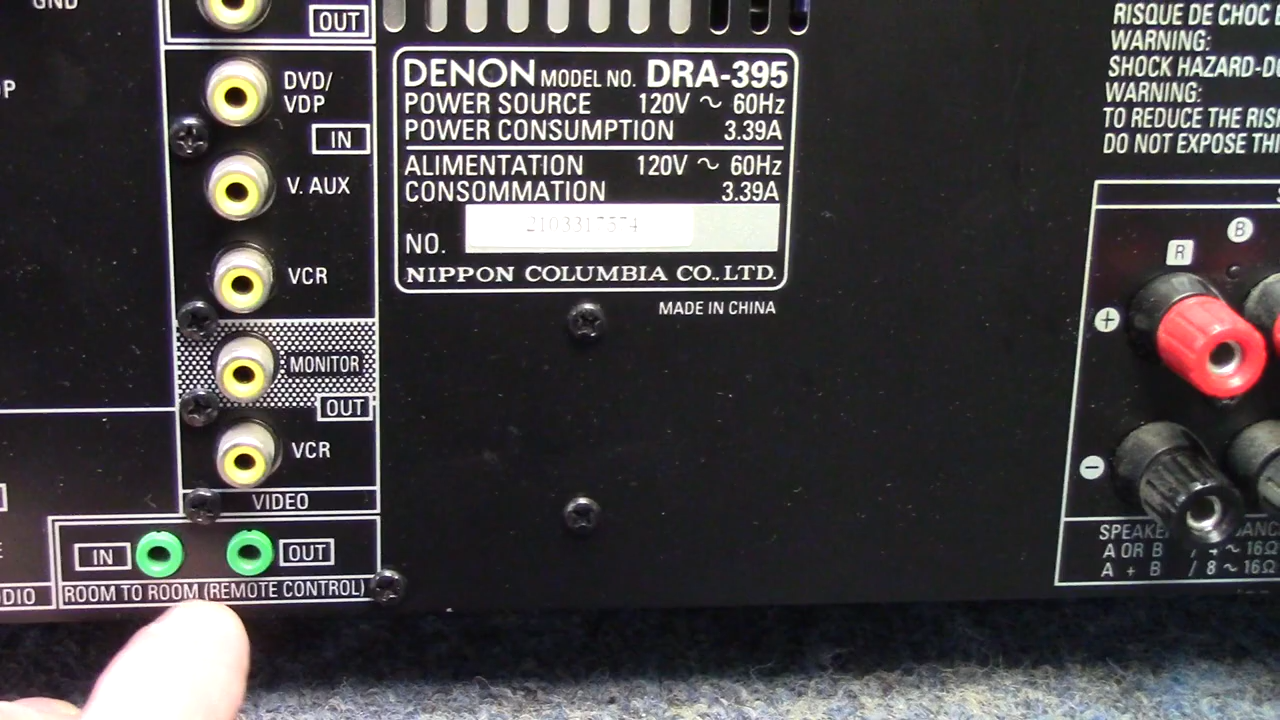 GND
OUT
DVD/
VDP
IN
V. AUX
VCR
MONITOR
OUT
VCR
VIDEO
IN
OUT
ROOM TO ROOM (REMOTE CONTROL)
DENON MODEL NO. DRA-395
POWER SOURCE 120V ~ 60Hz
POWER CONSUMPTION 3.39A
ALIMENTATION 120V ~ 60Hz
CONSOMMATION 3.39A
NO. 2103317574
NIPPON COLUMBIA CO., LTD.
MADE IN CHINA
RISQUE DE CHOC
WARNING:
SHOCK HAZARD-DO
WARNING:
TO REDUCE THE
DO NOT EXPOSE
B
R
+
−
A OR B / 4 ~ 16Ω
A + B / 8 ~ 16Ω